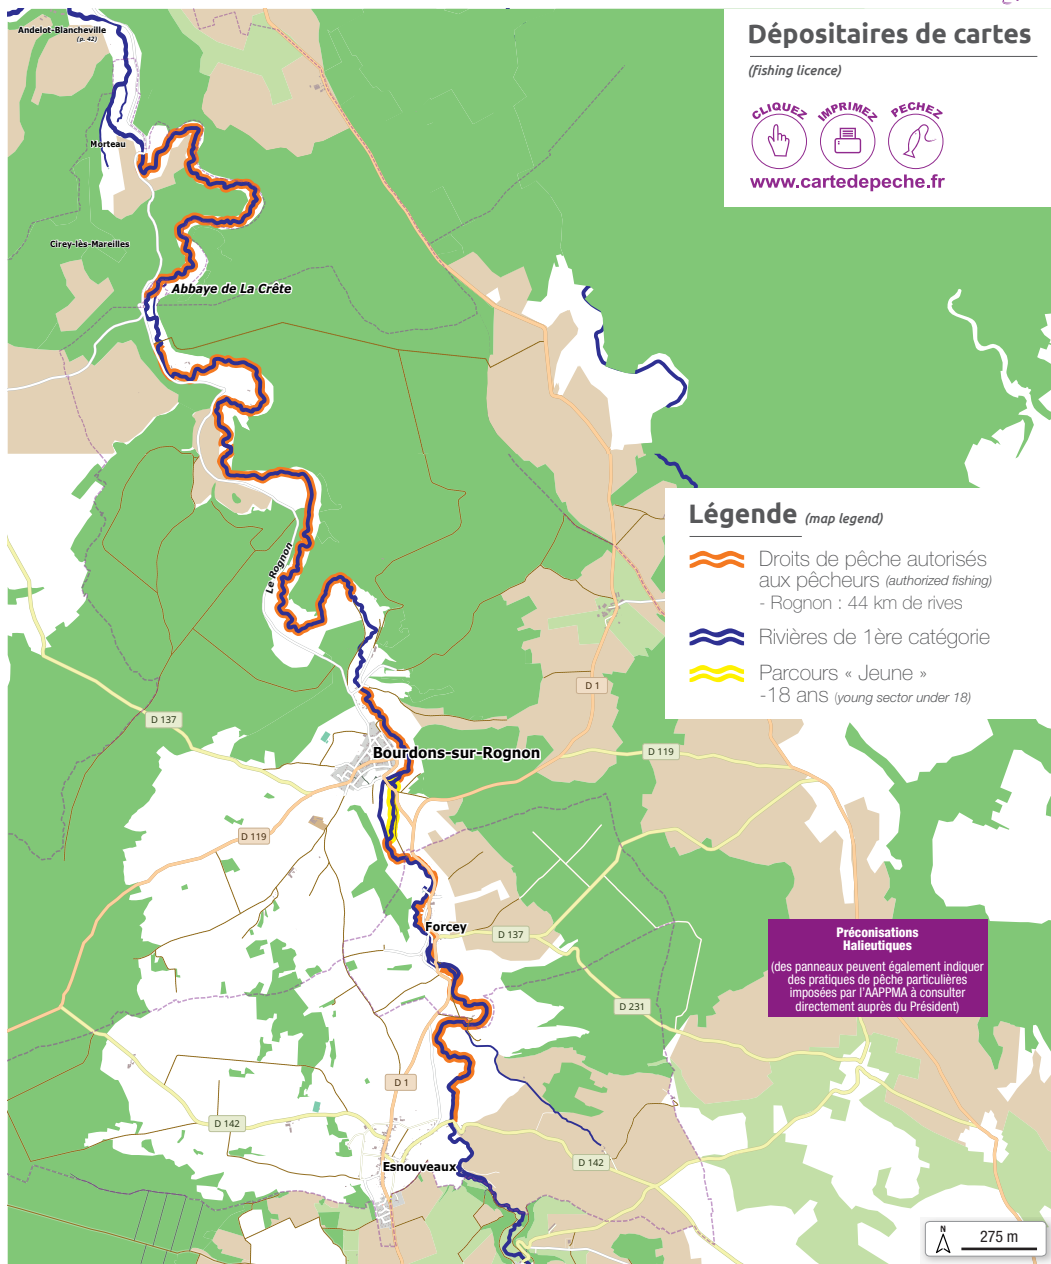 Andelot-Blancheville
(p. 42)
Morteau
Cirey-lès-Mareilles
Abbaye de La Crête
Dépositaires de cartes
(fishing licence)
CLIQUEZ
IMPRIMEZ
PECHEZ
www.cartedepeche.fr
Légende (map legend)
Droits de pêche autorisés
aux pêcheurs (authorized fishing)
- Rognon : 44 km de rives
Rivières de 1ère catégorie
Parcours « Jeune »
-18 ans (young sector under 18)
Le Rognon
D 1
D 137
Bourdons-sur-Rognon
D 119
D 119
Forcey
D 137
Préconisations
Halieutiques
(des panneaux peuvent également indiquer
des pratiques de pêche particulières
imposées par l'AAPPMA à consulter
directement auprès du Président)
D 231
D 1
D 142
D 142
Esnouveaux
N
275 m